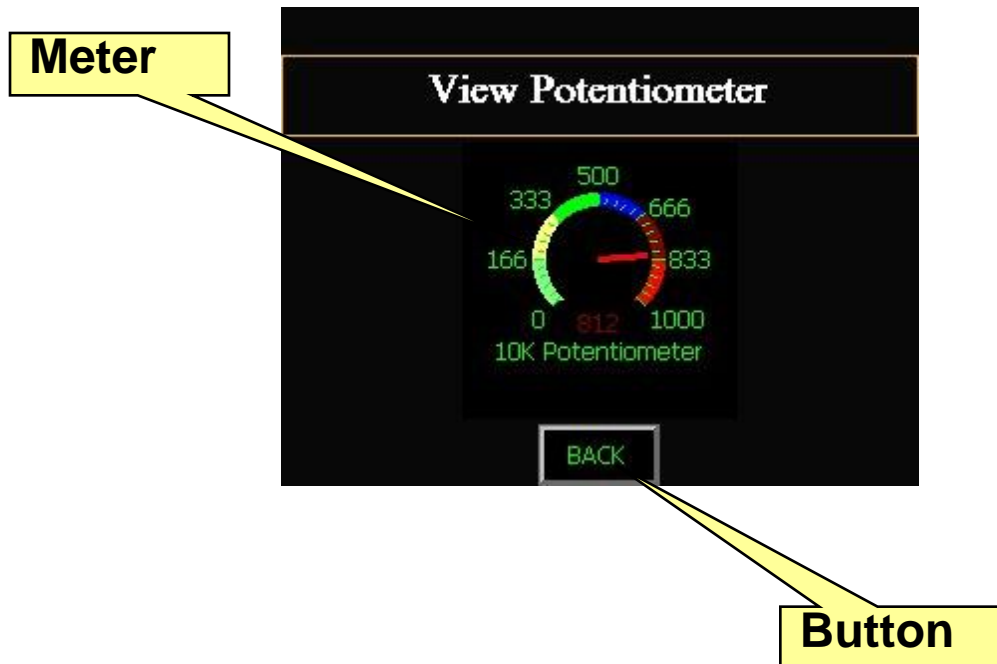 Meter
View Potentiometer
500
333
666
166
833
0
812
1000
10K Potentiometer
BACK
Button